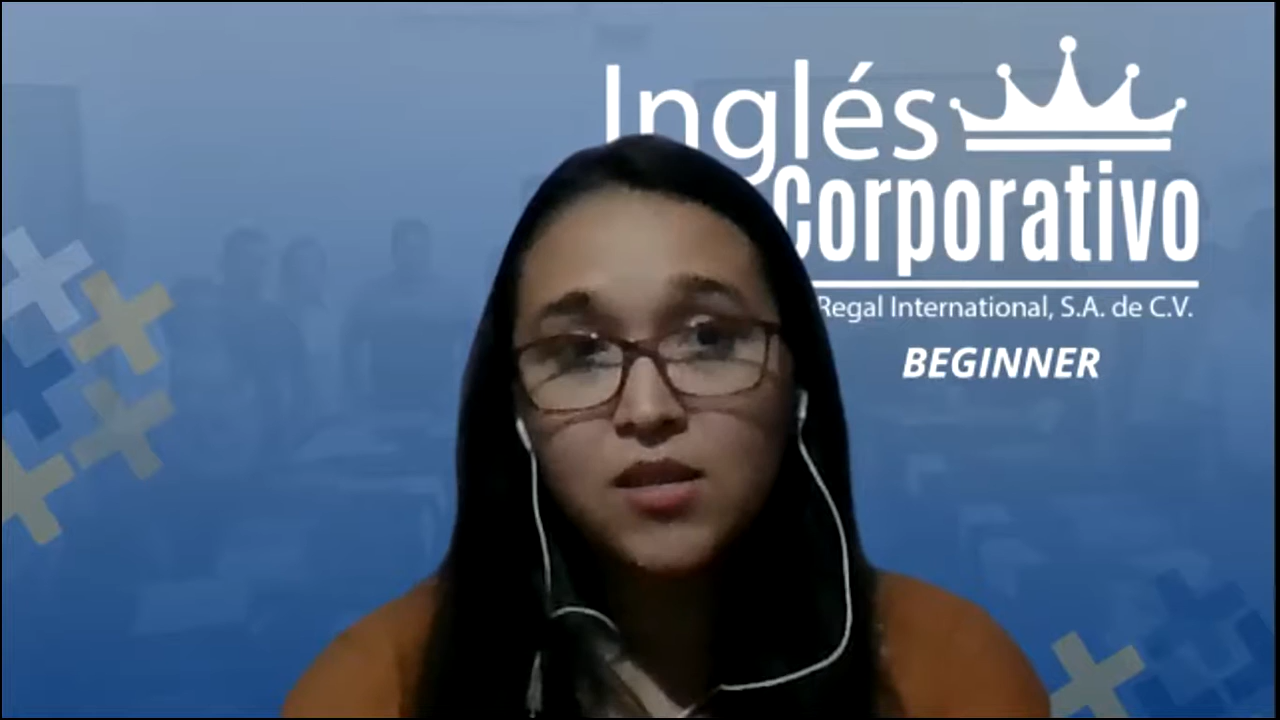 Inglés
Corporativo
Regal International, S.A. de C.V.
BEGINNER